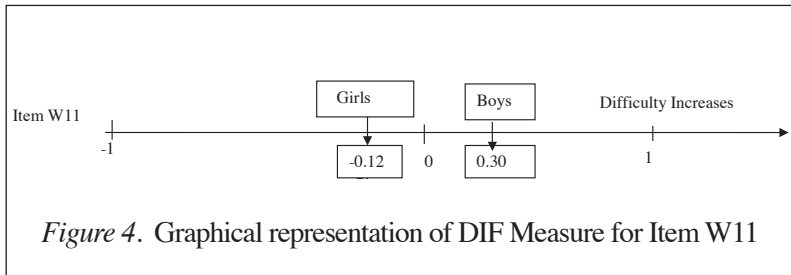 Girls Boys Difficulty Increases
Item W11
-1 -0.12 0 0.30 1
Figure 4. Graphical representation of DIF Measure for Item W11